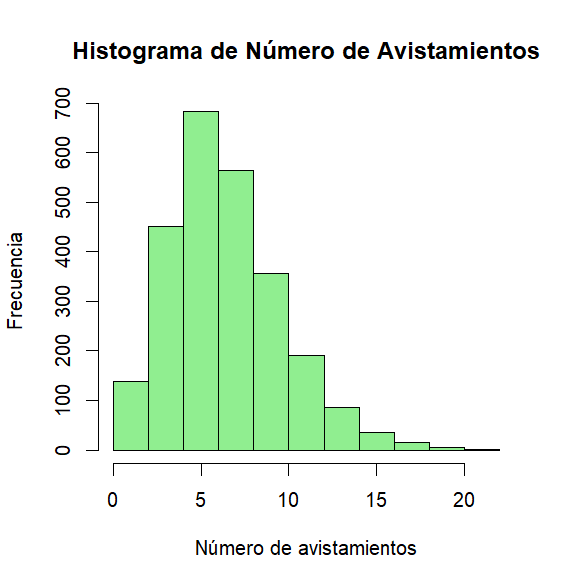 Histograma de Número de Avistamientos
Frecuencia
700
600
500
400
300
200
100
0
0 5 10 15 20
Número de avistamientos